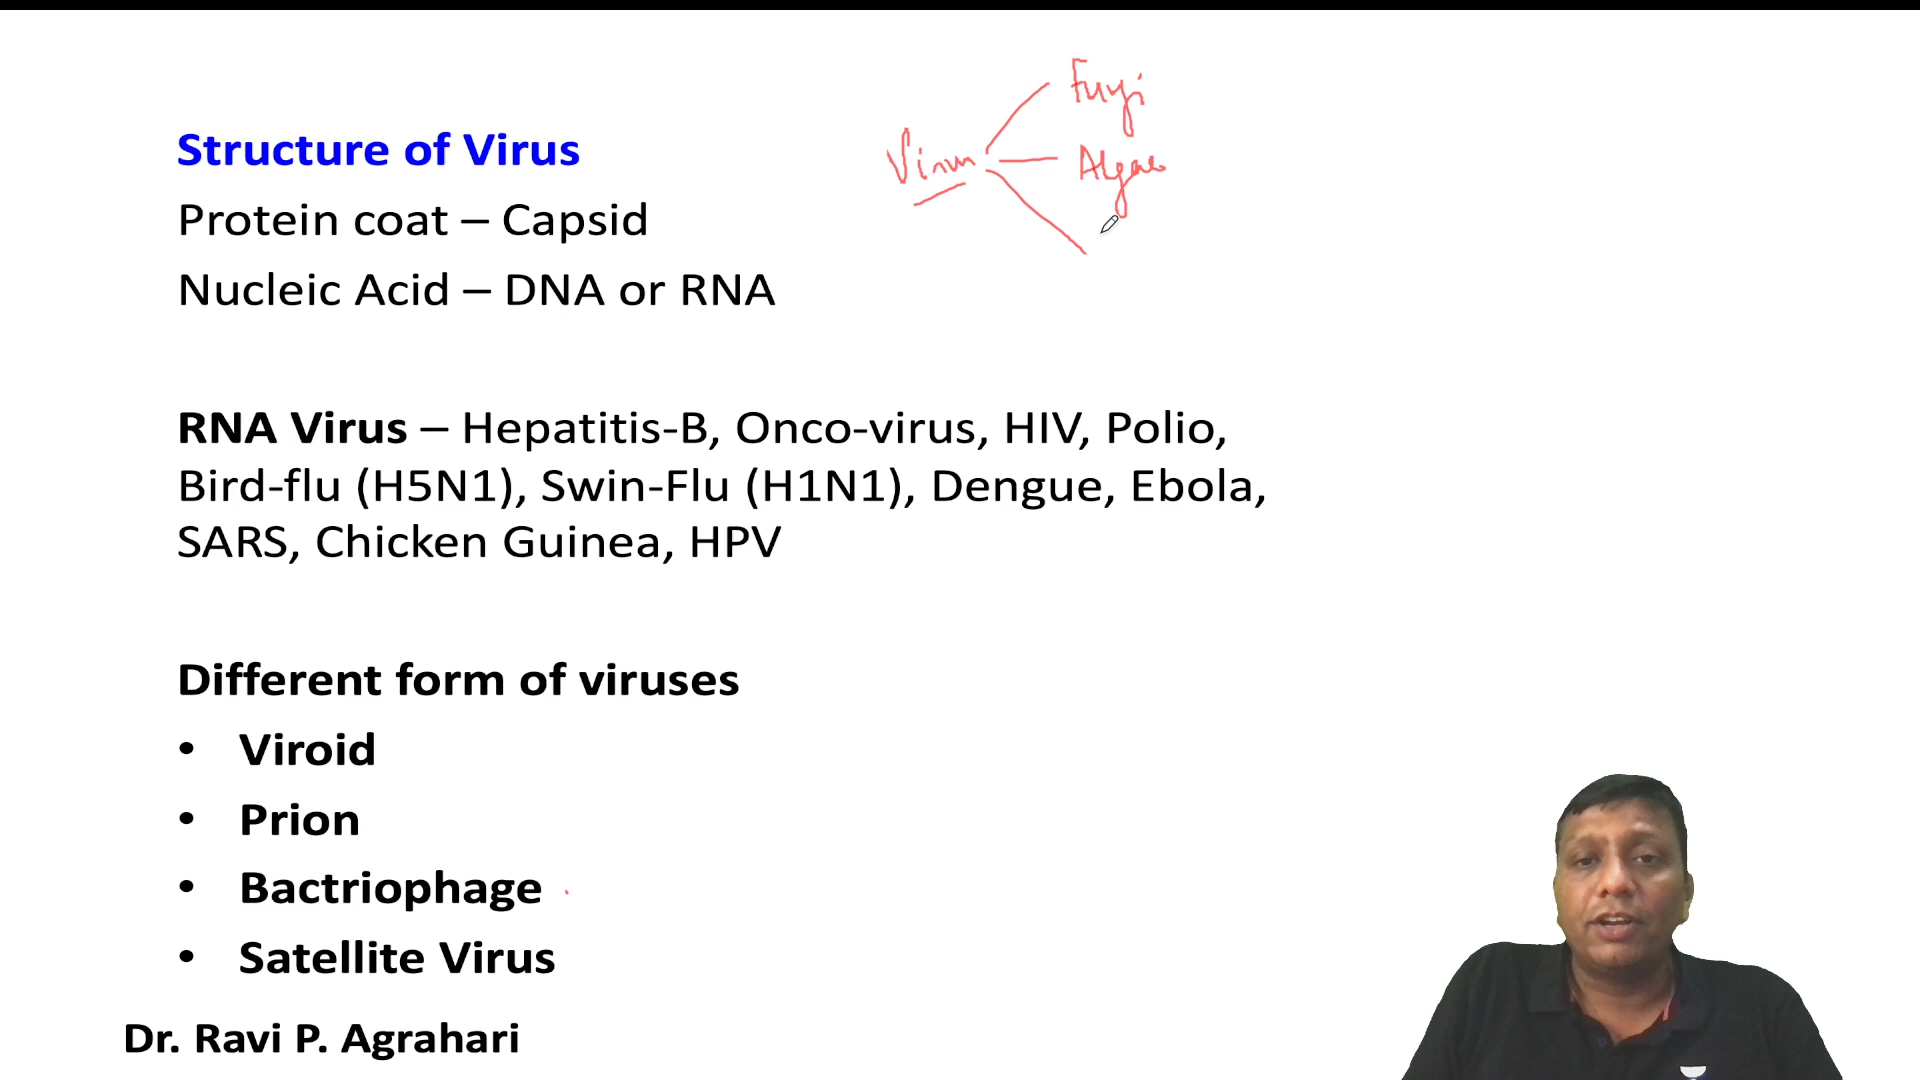 Fungi
Virus
Algae
Structure of Virus
Protein coat – Capsid
Nucleic Acid – DNA or RNA
RNA Virus – Hepatitis-B, Onco-virus, HIV, Polio,
Bird-flu (H5N1), Swin-Flu (H1N1), Dengue, Ebola,
SARS, Chicken Guinea, HPV
Different form of viruses
• Viroid
• Prion
• Bactriophage
• Satellite Virus
Dr. Ravi P. Agrahari